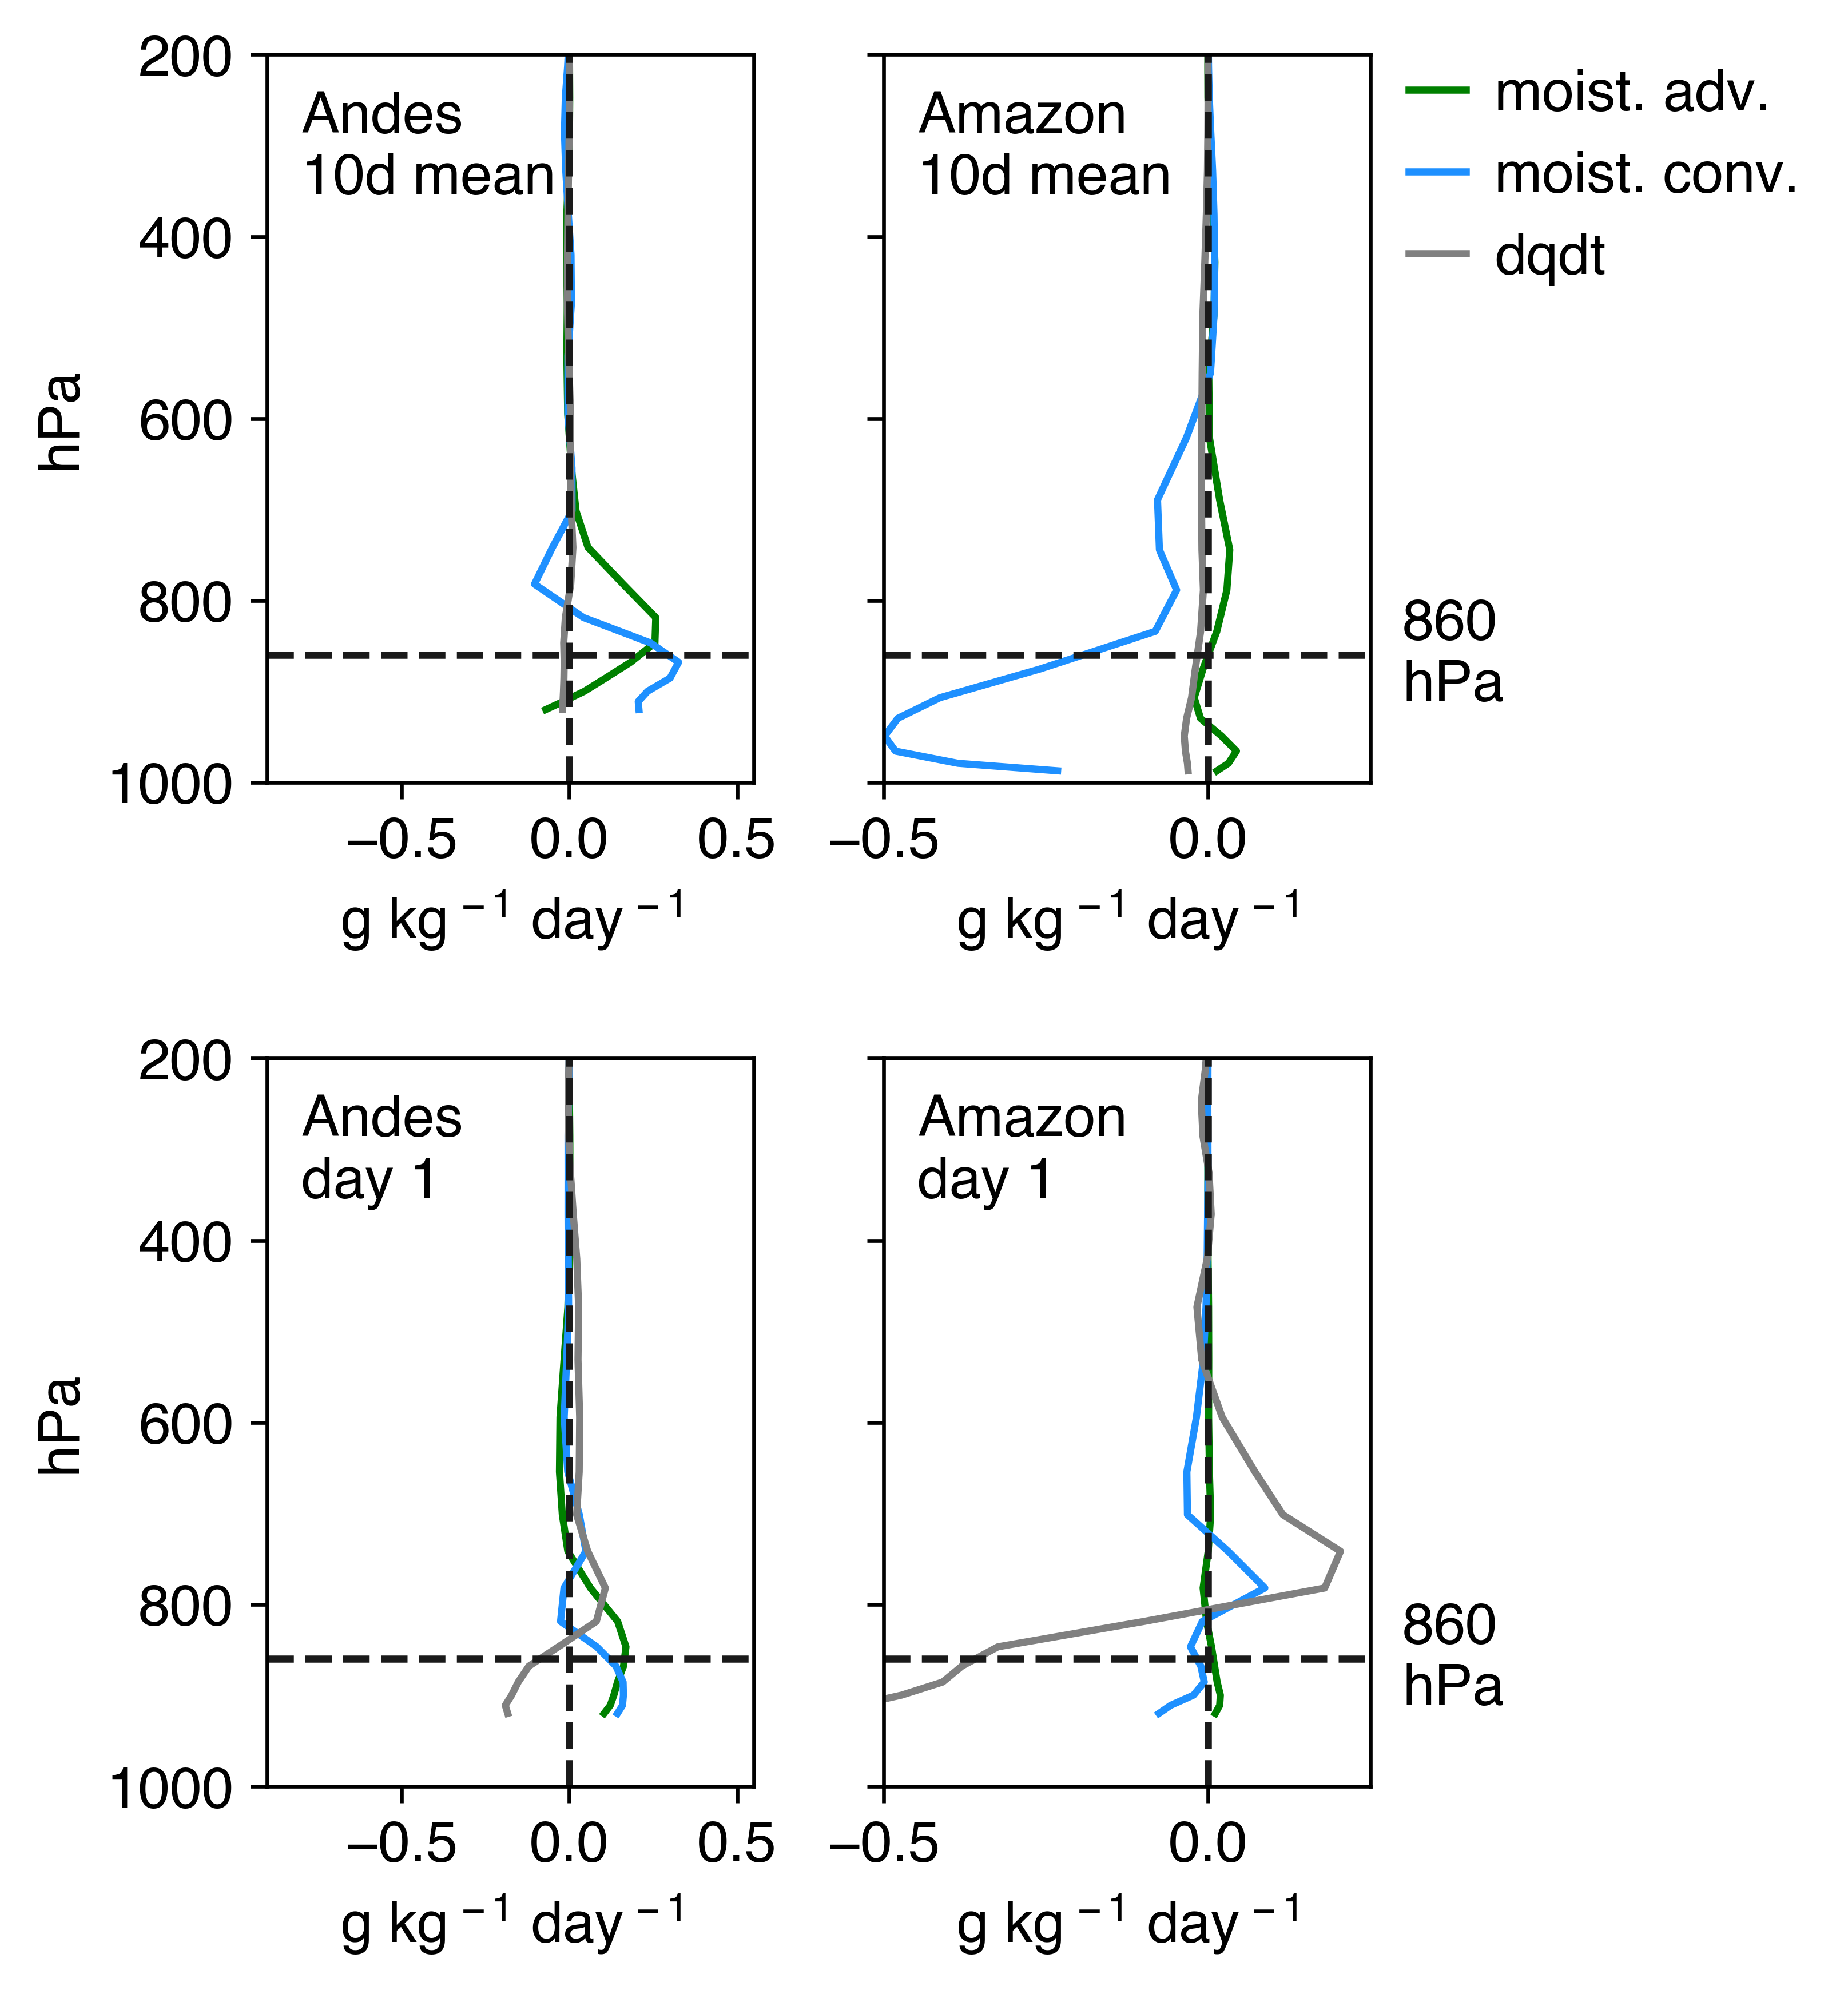 200
400
600
800
1000
hPa
Andes
10d mean
−0.5 0.0 0.5
g kg⁻¹ day⁻¹
Amazon
10d mean
−0.5 0.0
g kg⁻¹ day⁻¹
moist. adv.
moist. conv.
dqdt
860
hPa
200
400
600
800
1000
hPa
Andes
day 1
−0.5 0.0 0.5
g kg⁻¹ day⁻¹
Amazon
day 1
−0.5 0.0
g kg⁻¹ day⁻¹
860
hPa